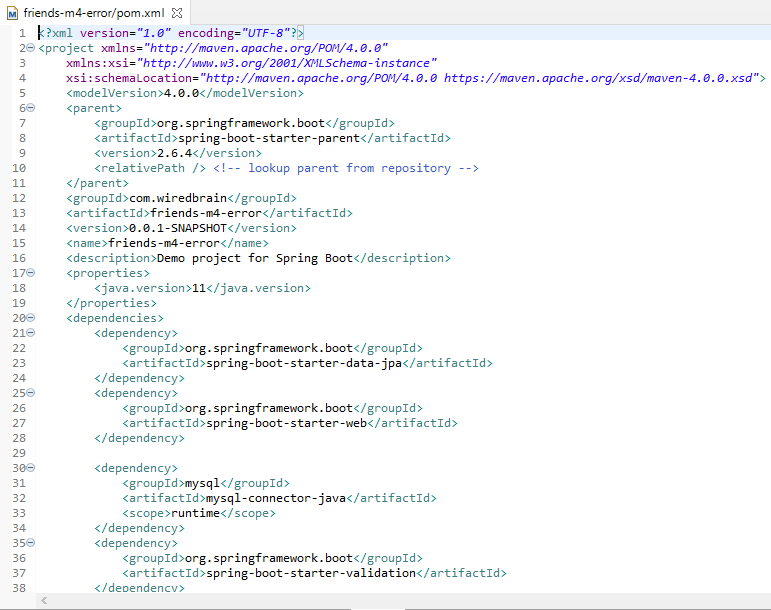 friends-m4-error/pom.xml
1 <?xml version="1.0" encoding="UTF-8"?>
2 <project xmlns="http://maven.apache.org/POM/4.0.0"
3     xmlns:xsi="http://www.w3.org/2001/XMLSchema-instance"
4     xsi:schemaLocation="http://maven.apache.org/POM/4.0.0 https://maven.apache.org/xsd/maven-4.0.0.xsd">
5     <modelVersion>4.0.0</modelVersion>
6     <parent>
7         <groupId>org.springframework.boot</groupId>
8         <artifactId>spring-boot-starter-parent</artifactId>
9         <version>2.6.4</version>
10         <relativePath /> <!-- lookup parent from repository -->
11     </parent>
12     <groupId>com.wiredbrain</groupId>
13     <artifactId>friends-m4-error</artifactId>
14     <version>0.0.1-SNAPSHOT</version>
15     <name>friends-m4-error</name>
16     <description>Demo project for Spring Boot</description>
17     <properties>
18         <java.version>11</java.version>
19     </properties>
20     <dependencies>
21         <dependency>
22             <groupId>org.springframework.boot</groupId>
23             <artifactId>spring-boot-starter-data-jpa</artifactId>
24         </dependency>
25         <dependency>
26             <groupId>org.springframework.boot</groupId>
27             <artifactId>spring-boot-starter-web</artifactId>
28         </dependency>
29
30         <dependency>
31             <groupId>mysql</groupId>
32             <artifactId>mysql-connector-java</artifactId>
33             <scope>runtime</scope>
34         </dependency>
35         <dependency>
36             <groupId>org.springframework.boot</groupId>
37             <artifactId>spring-boot-starter-validation</artifactId>
38         </dependency>